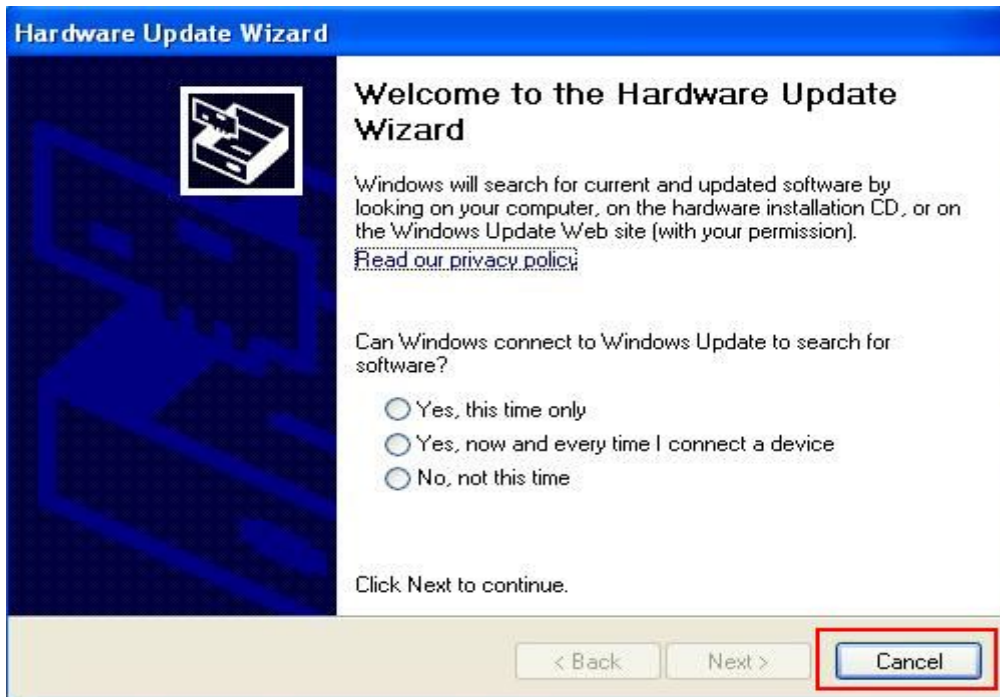 Hardware Update Wizard
Welcome to the Hardware Update
Wizard
Windows will search for current and updated software by
looking on your computer, on the hardware installation CD, or on
the Windows Update Web site (with your permission).
Read our privacy policy
Can Windows connect to Windows Update to search for
software?
Yes, this time only
Yes, now and every time I connect a device
No, not this time
Click Next to continue.
< Back Next > Cancel